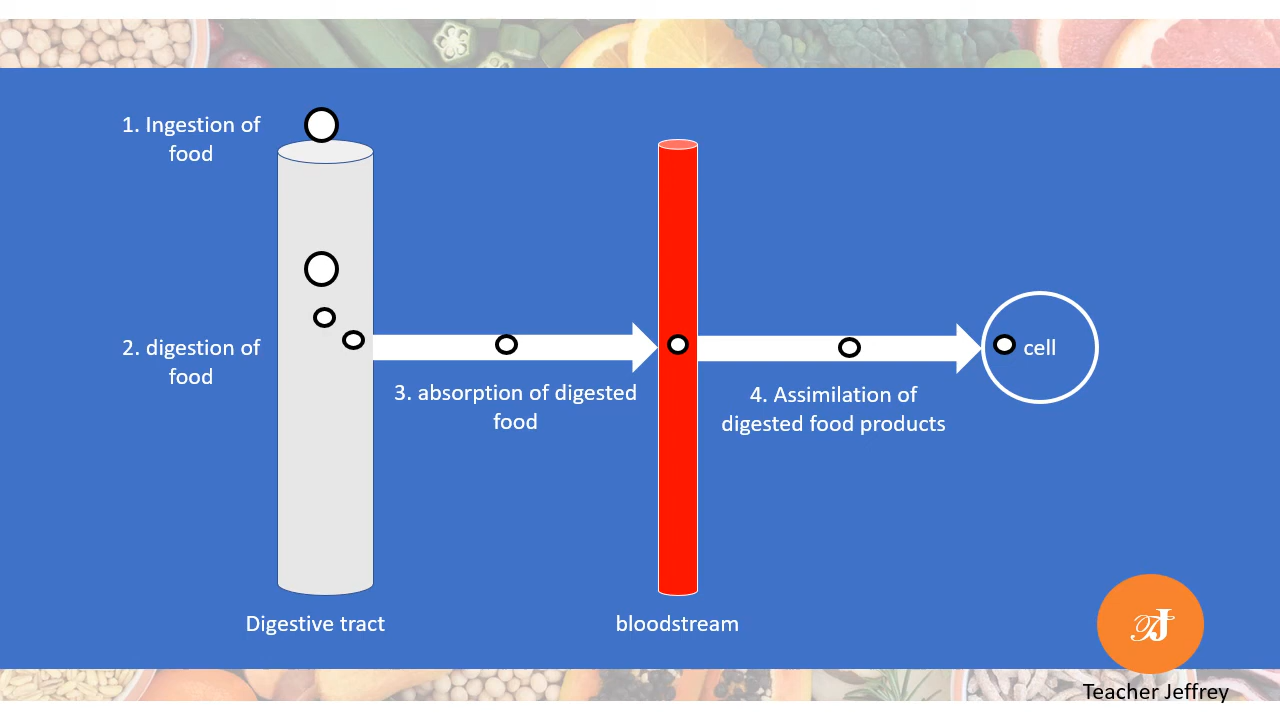 1. Ingestion of
food
2. digestion of
food
3. absorption of digested
food
4. Assimilation of
digested food products
cell
Digestive tract
bloodstream
TJ
Teacher Jeffrey